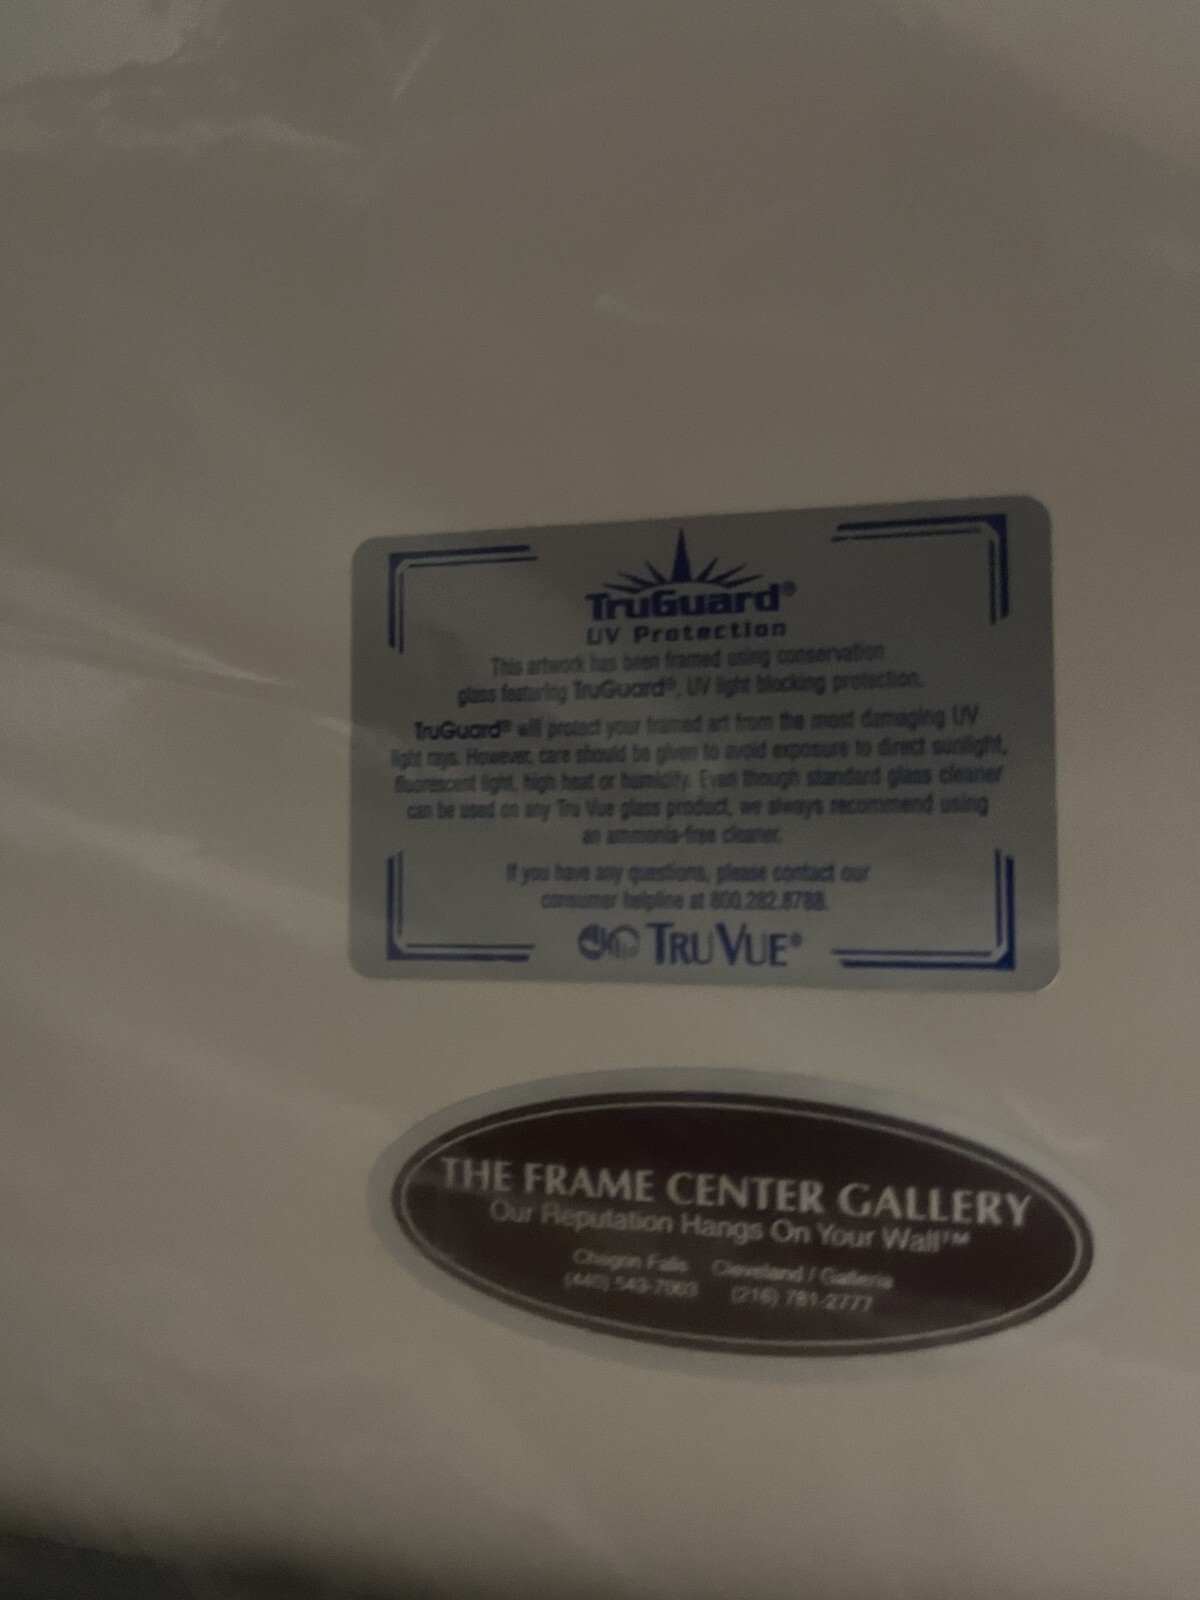 TruGuard®
UV Protection
This artwork has been framed using conservation
glass featuring TruGuard®, UV light blocking protection.
TruGuard® will protect your framed art from the most damaging UV
light rays. However, care should be given to avoid exposure to direct sunlight,
fluorescent light, high heat or humidity. Even though standard glass cleaner
can be used on any Tru Vue glass product, we always recommend using
an ammonia-free cleaner.
If you have any questions, please contact our
consumer helpline at 800.282.8788.
TRU VUE®
THE FRAME CENTER GALLERY
Our Reputation Hangs On Your Wall™
Chagrin Falls Cleveland / Galleria
(440) 543-7003 (216) 781-2777